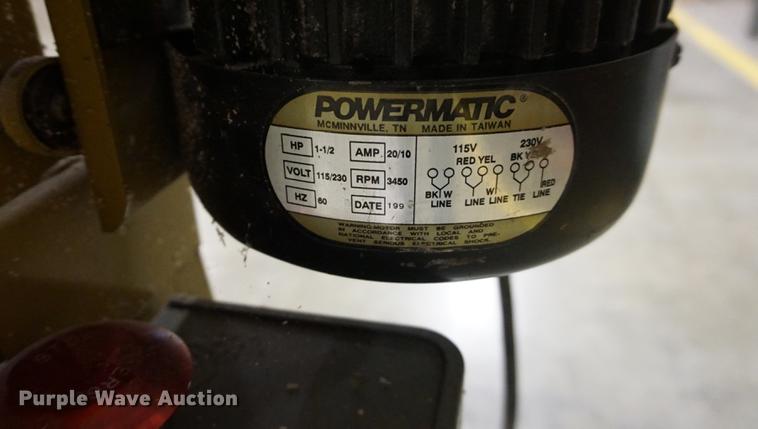 POWERMATIC®
MCMINNVILLE, TN MADE IN TAIWAN
HP 1-1/2 AMP. 20/10
VOLT 115/230 RPM 3450
HZ 60 DATE 199
115V 230V
RED YEL BK YEL
BK W W RED
LINE LINE LINE TIE LINE
WARNING: MOTOR MUST BE GROUNDED
IN ACCORDANCE WITH LOCAL AND
NATIONAL ELECTRICAL CODES TO PRE-
VENT SERIOUS ELECTRICAL SHOCK.
Purple Wave Auction